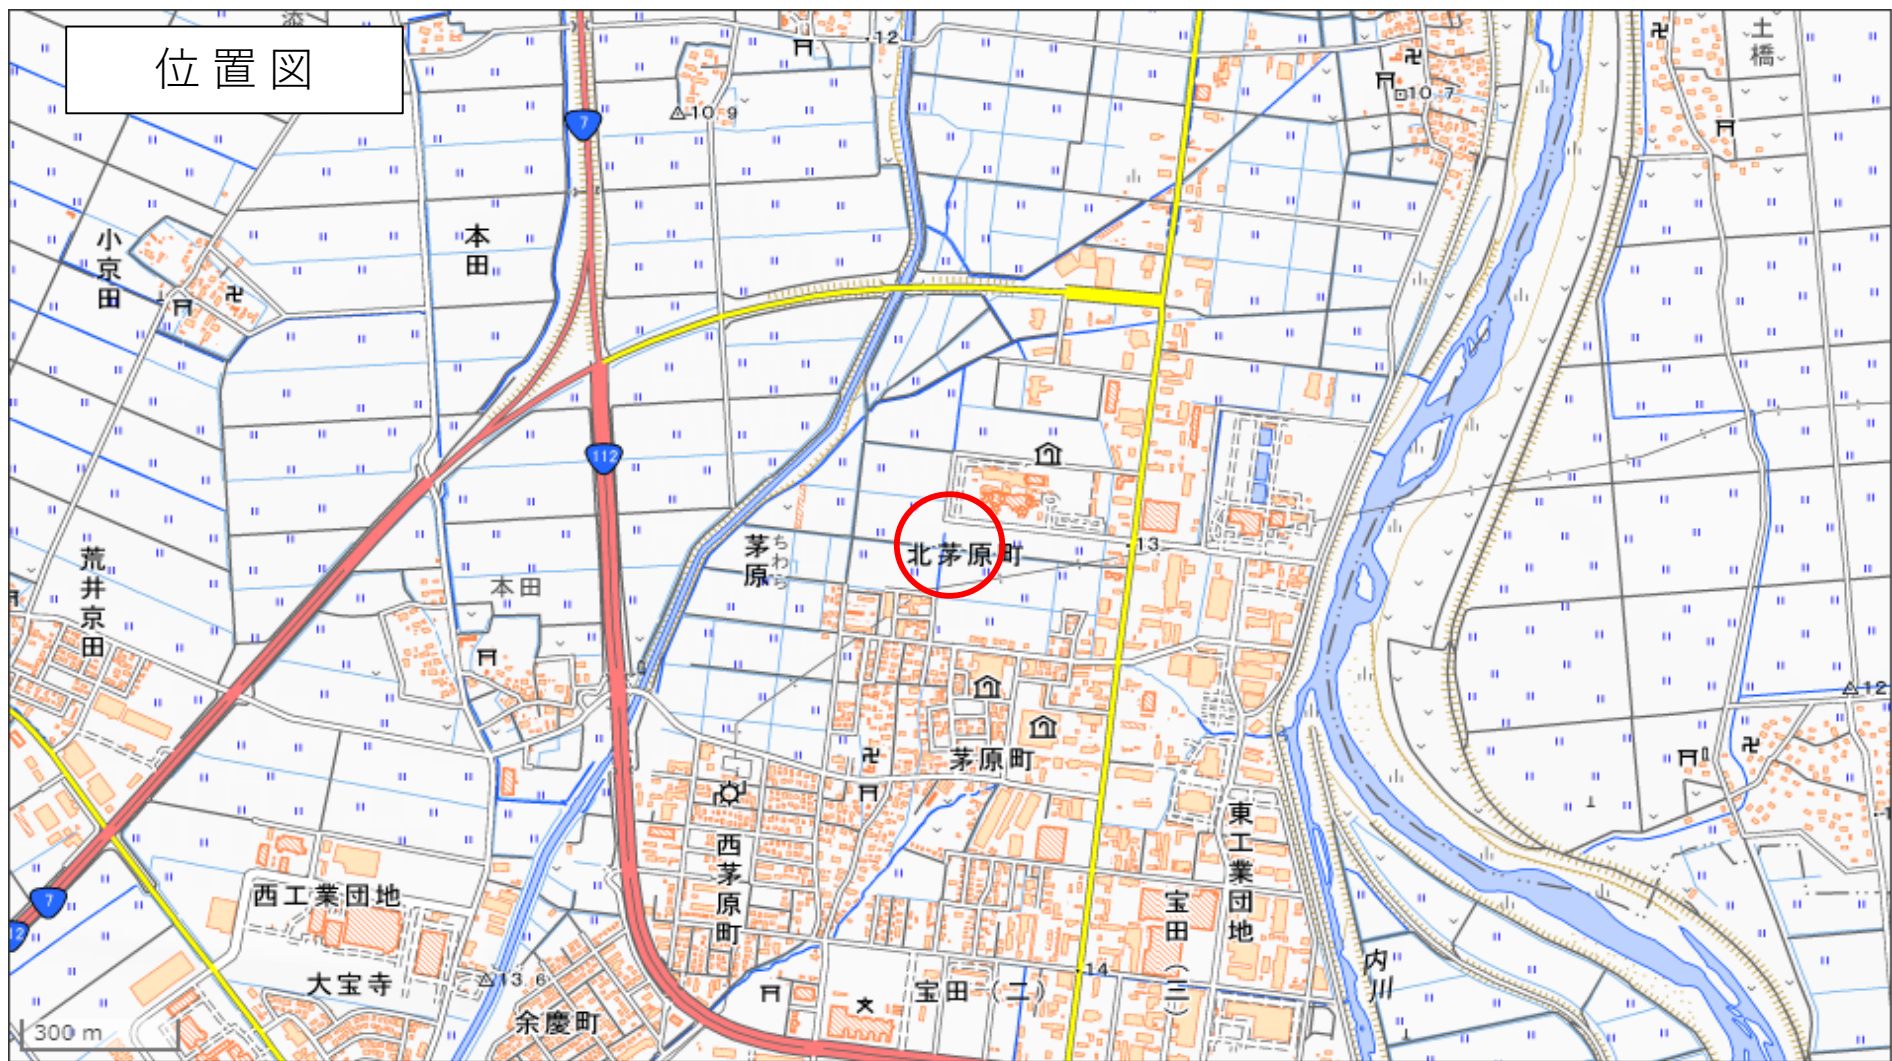 位置図
添
12
土橋
10.7
10.9
7
小京田
本田
112
茅原
ちわら
北茅原町
13
荒井京田
本田
12
茅原町
西茅原町
東工業団地
宝田(三)
西工業団地
7
12
大宝寺
13.6
余慶町
宝田(二)
14
内川
300 m